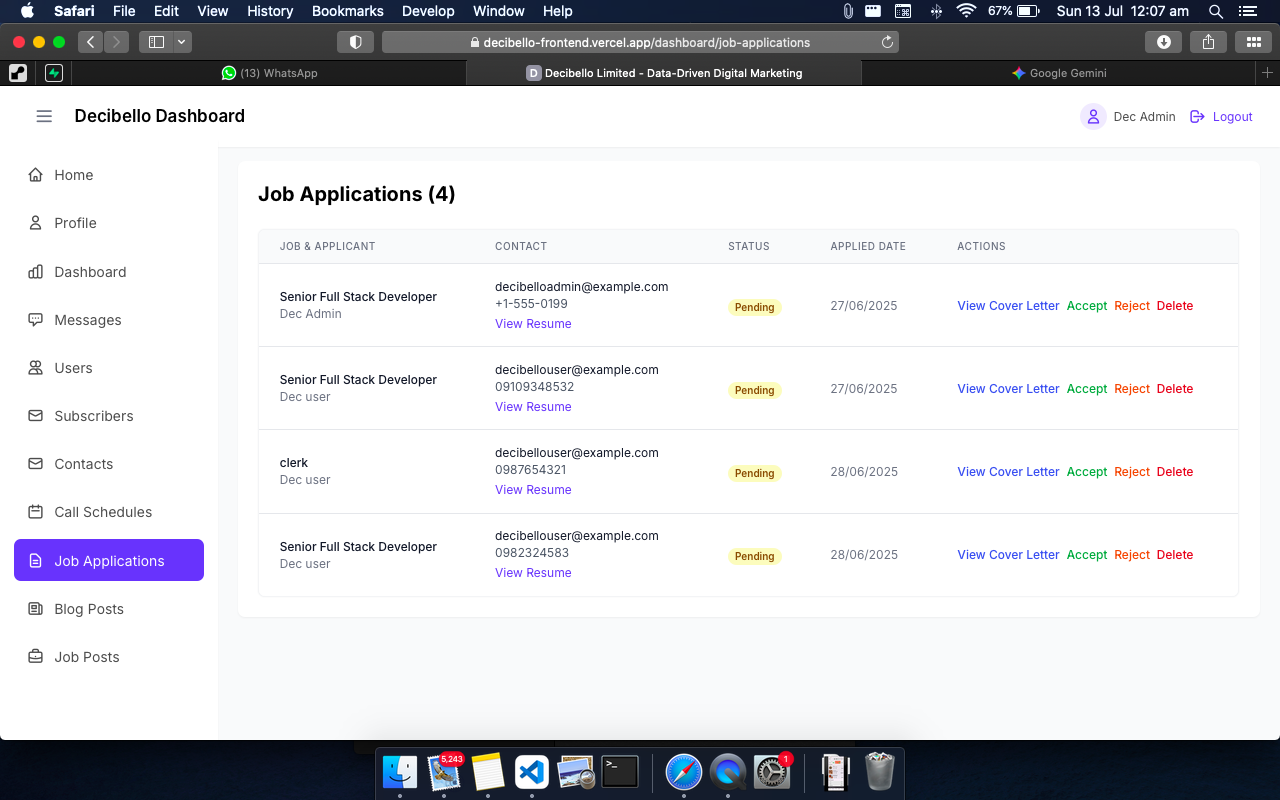 Safari File Edit View History Bookmarks Develop Window Help 67% Sun 13 Jul 12:07 am
decibello-frontend.vercel.app/dashboard/job-applications
(13) WhatsApp
D Decibello Limited - Data-Driven Digital Marketing
Google Gemini
Decibello Dashboard
Dec Admin
Logout
Home
Profile
Dashboard
Messages
Users
Subscribers
Contacts
Call Schedules
Job Applications
Blog Posts
Job Posts
Job Applications (4)
JOB & APPLICANT CONTACT STATUS APPLIED DATE ACTIONS
Senior Full Stack Developer
Dec Admin
decibelloadmin@example.com
+1-555-0199
View Resume
Pending
27/06/2025
View Cover Letter Accept Reject Delete
Senior Full Stack Developer
Dec user
decibellouser@example.com
09109348532
View Resume
Pending
27/06/2025
View Cover Letter Accept Reject Delete
clerk
Dec user
decibellouser@example.com
0987654321
View Resume
Pending
28/06/2025
View Cover Letter Accept Reject Delete
Senior Full Stack Developer
Dec user
decibellouser@example.com
0982324583
View Resume
Pending
28/06/2025
View Cover Letter Accept Reject Delete
5,243
1